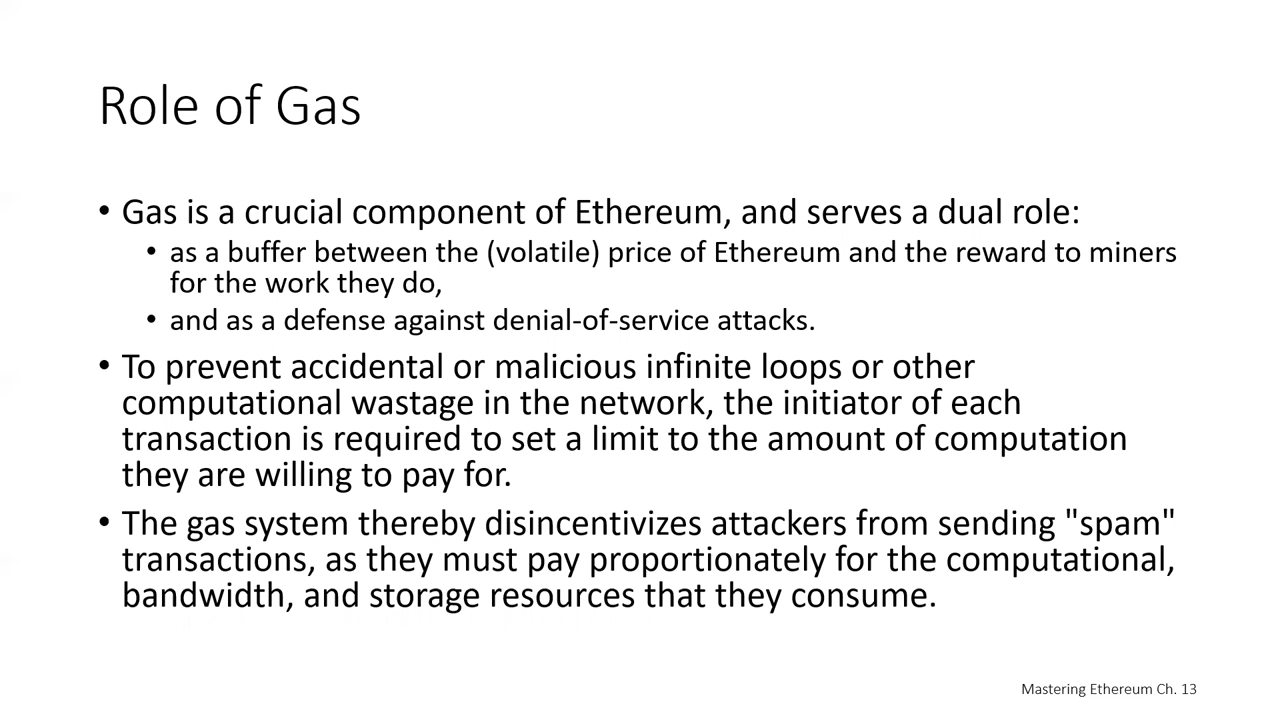 Role of Gas
• Gas is a crucial component of Ethereum, and serves a dual role:
• as a buffer between the (volatile) price of Ethereum and the reward to miners
for the work they do,
• and as a defense against denial-of-service attacks.
• To prevent accidental or malicious infinite loops or other
computational wastage in the network, the initiator of each
transaction is required to set a limit to the amount of computation
they are willing to pay for.
• The gas system thereby disincentivizes attackers from sending "spam"
transactions, as they must pay proportionately for the computational,
bandwidth, and storage resources that they consume.
Mastering Ethereum Ch. 13